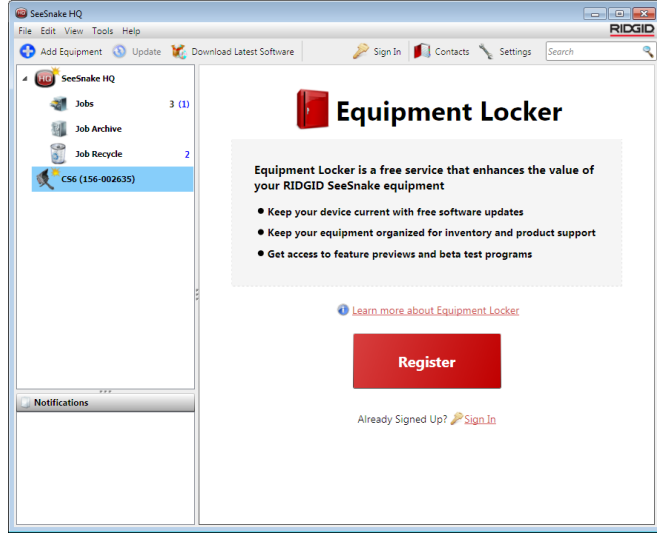 SeeSnake HQ
File Edit View Tools Help
RIDGID
Add Equipment Update Download Latest Software Sign In Contacts Settings Search
HQ SeeSnake HQ
Jobs 3 (1)
Job Archive
Job Recycle 2
CS6 (156-002635)
Notifications
Equipment Locker
Equipment Locker is a free service that enhances the value of
your RIDGID SeeSnake equipment
• Keep your device current with free software updates
• Keep your equipment organized for inventory and product support
• Get access to feature previews and beta test programs
Learn more about Equipment Locker
Register
Already Signed Up? Sign In